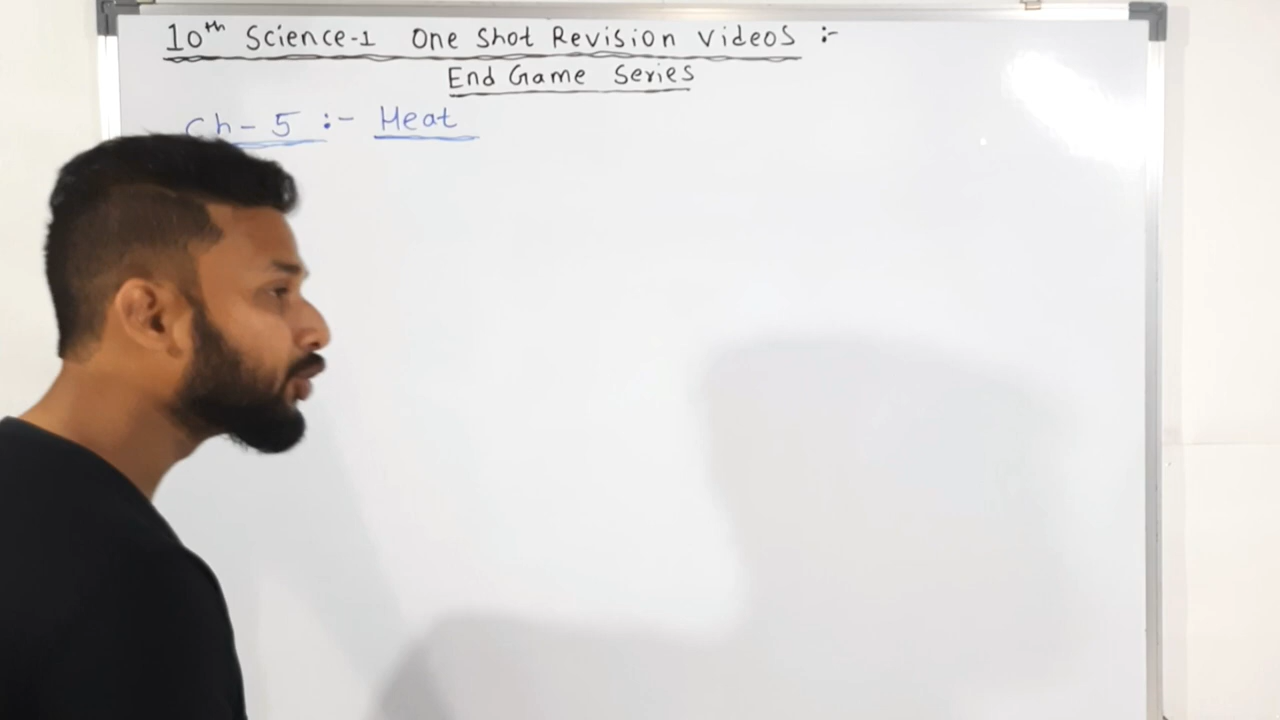 10th Science-1 One Shot Revision Videos :-
End Game Series
Ch-5 :- Heat